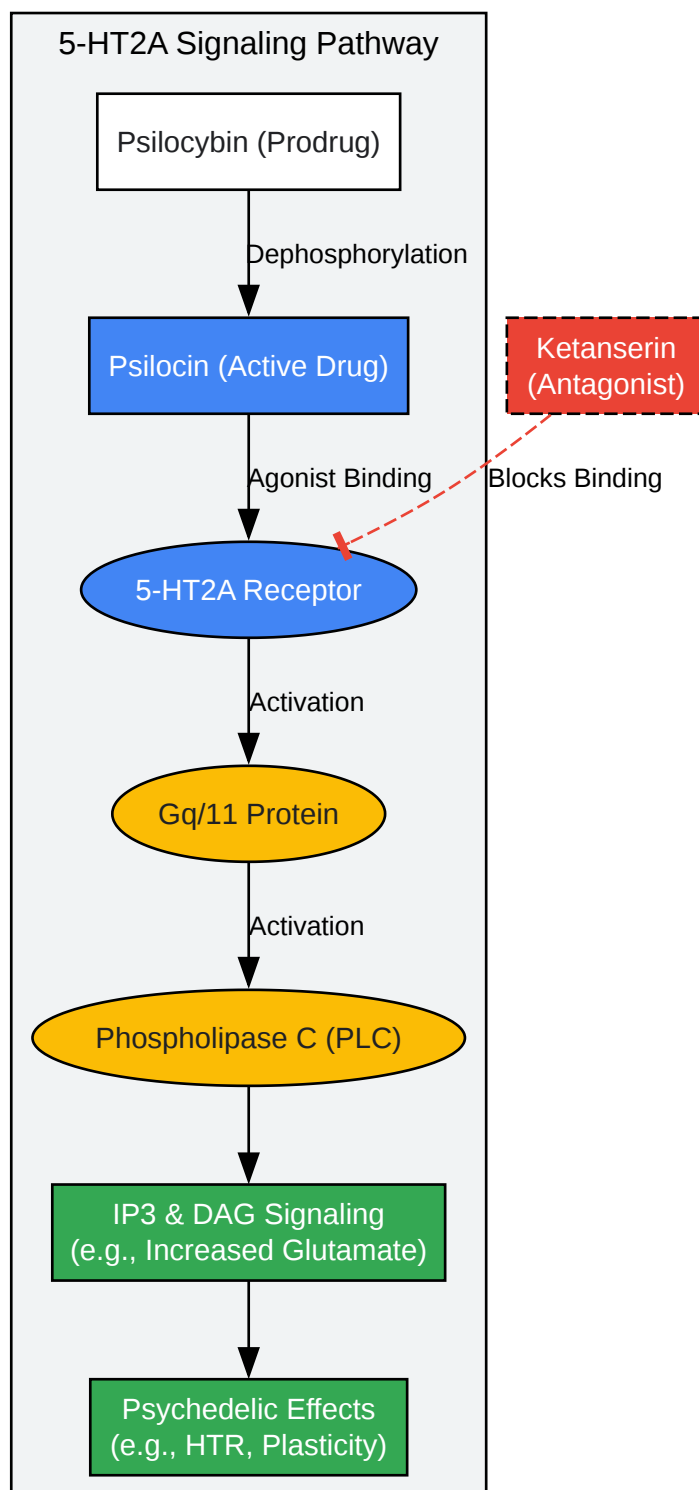 5-HT2A Signaling Pathway
Psilocybin (Prodrug)
Dephosphorylation
Psilocin (Active Drug)
Ketanserin
(Antagonist)
Agonist Binding
Blocks Binding
5-HT2A Receptor
Activation
Gq/11 Protein
Activation
Phospholipase C (PLC)
IP3 & DAG Signaling
(e.g., Increased Glutamate)
Psychedelic Effects
(e.g., HTR, Plasticity)